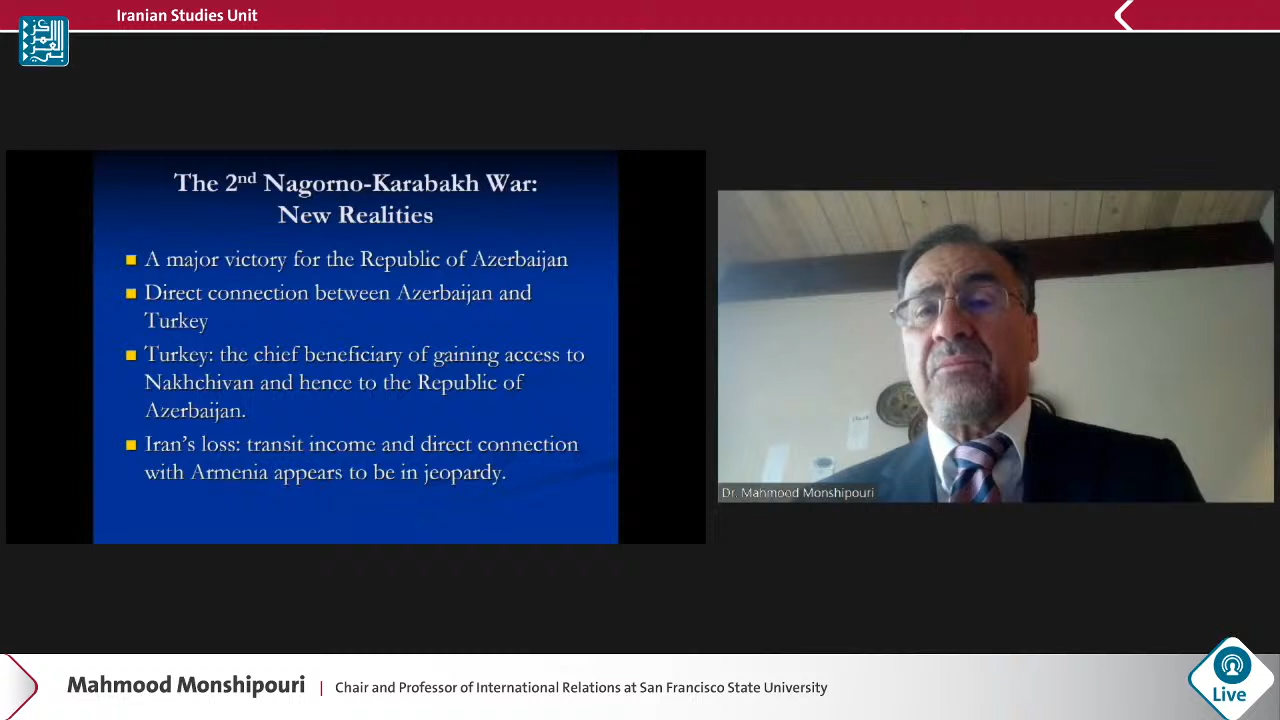 Iranian Studies Unit
المركز
العربي
The 2nd Nagorno-Karabakh War:
New Realities
A major victory for the Republic of Azerbaijan
Direct connection between Azerbaijan and
Turkey
Turkey: the chief beneficiary of gaining access to
Nakhchivan and hence to the Republic of
Azerbaijan.
Iran's loss: transit income and direct connection
with Armenia appears to be in jeopardy.
Dr. Mahmood Monshipouri
Mahmood Monshipouri | Chair and Professor of International Relations at San Francisco State University
Live